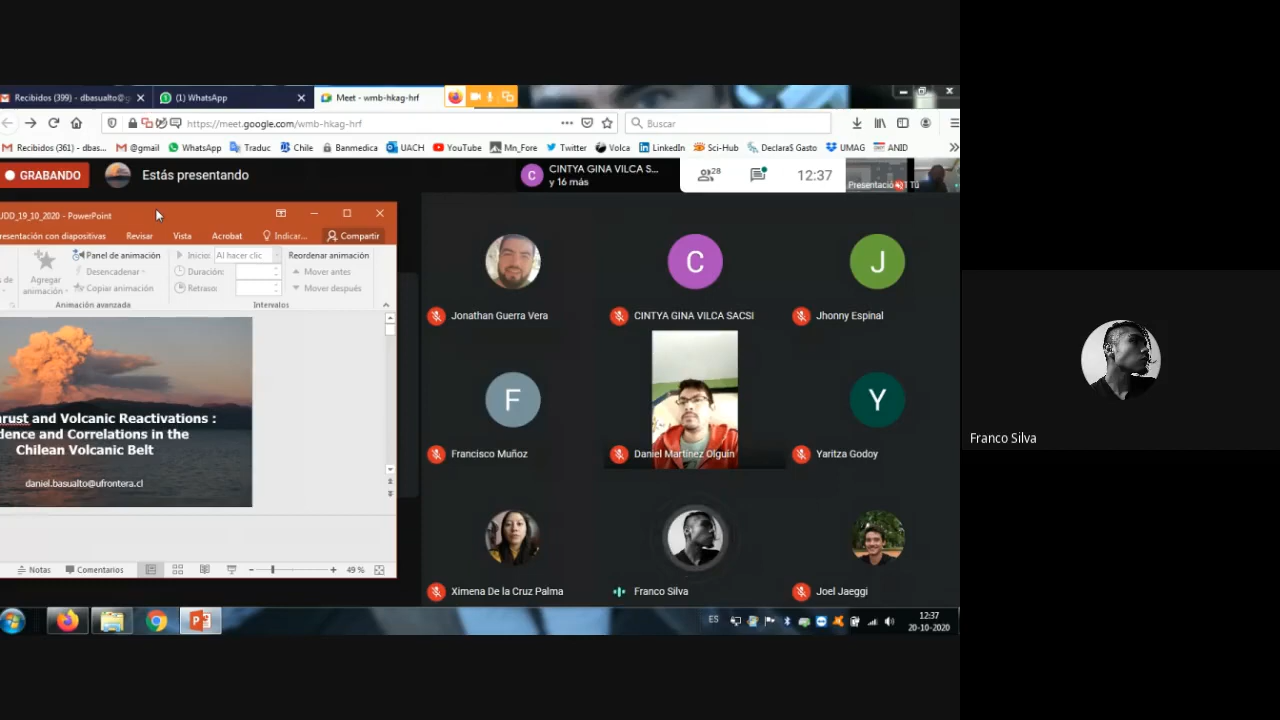 Recibidos (399) - dbasualto@g
(1) WhatsApp
Meet - wmb-hkag-hrf
https://meet.google.com/wmb-hkag-hrf
Buscar
Recibidos (361) - dbas...
@gmail
WhatsApp
Traduc
Chile
Banmedica
UACH
YouTube
Mn_Fore
Twitter
Volca
LinkedIn
Sci-Hub
Declara$ Gasto
UMAG
ANID
GRABANDO
Estás presentando
CINTYA GINA VILCA S...
y 16 más
28
12:37
Presentació
Tú
JDD_19_10_2020 - PowerPoint
resentación con diapositivas
Revisar
Vista
Acrobat
Indicar...
Compartir
Agregar
animación
Panel de animación
Desencadenar
Copiar animación
Animación avanzada
Inicio:
Al hacer clic
Duración:
Retraso:
Intervalos
Reordenar animación
Mover antes
Mover después
rust and Volcanic Reactivations :
dence and Correlations in the
Chilean Volcanic Belt
daniel.basualto@ufrontera.cl
Notas
Comentarios
49 %
Jonathan Guerra Vera
C
CINTYA GINA VILCA SACSI
J
Jhonny Espinal
F
Francisco Muñoz
Daniel Martínez Olguín
Y
Yaritza Godoy
Ximena De la Cruz Palma
Franco Silva
Joel Jaeggi
Franco Silva
ES
12:37
20-10-2020